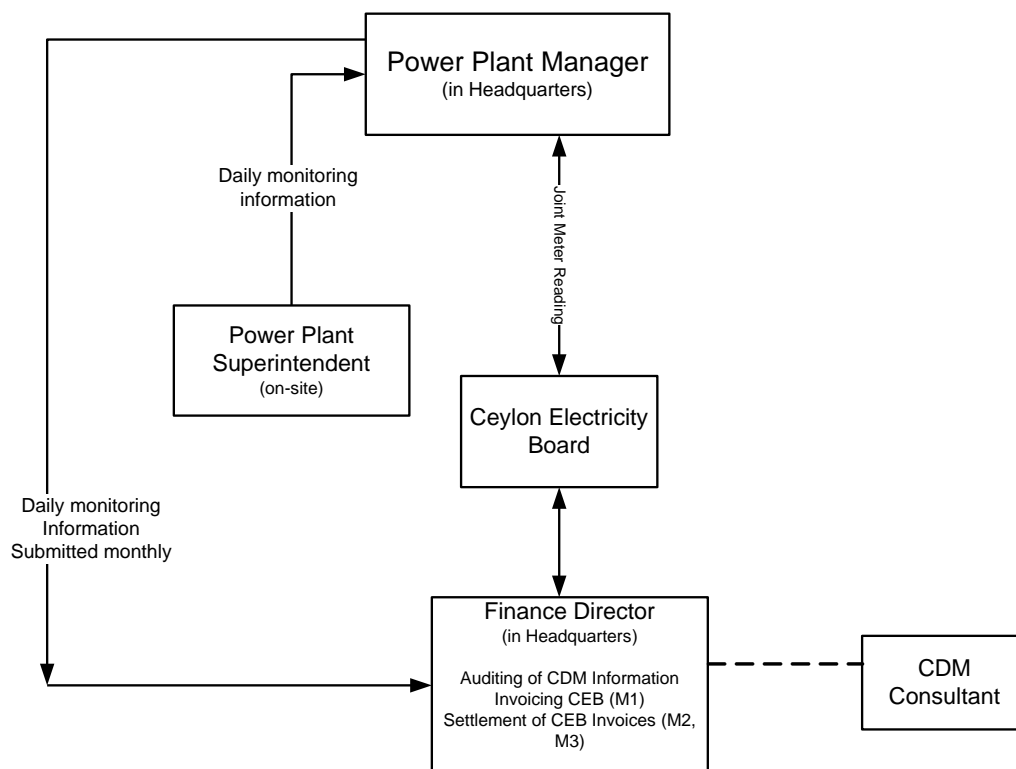 Power Plant Manager
(in Headquarters)
Daily monitoring
information
Joint Meter Reading
Power Plant
Superintendent
(on-site)
Ceylon Electricity
Board
Daily monitoring
Information
Submitted monthly
Finance Director
(in Headquarters)
Auditing of CDM Information
Invoicing CEB (M1)
Settlement of CEB Invoices (M2,
M3)
CDM
Consultant